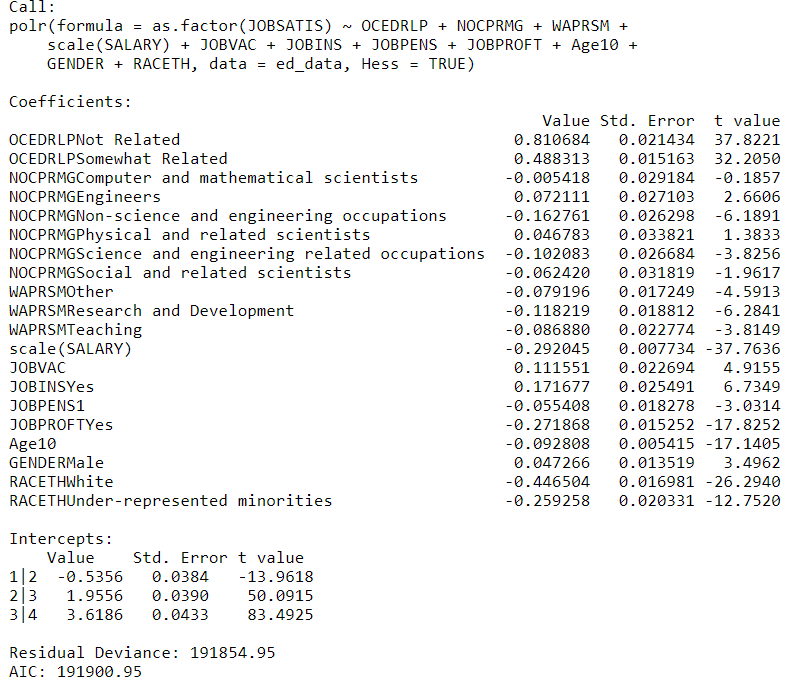 Call:
polr(formula = as.factor(JOBSATIS) ~ OCEDRLP + NOCPRMG + WAPRSM +
    scale(SALARY) + JOBVAC + JOBINS + JOBPENS + JOBPROFT + Age10 +
    GENDER + RACETH, data = ed_data, Hess = TRUE)

Coefficients:
                                                      Value Std. Error  t value
OCEDRLPNot Related                                 0.810684   0.021434  37.8221
OCEDRLPSomewhat Related                            0.488313   0.015163  32.2050
NOCPRMGComputer and mathematical scientists       -0.005418   0.029184  -0.1857
NOCPRMGEngineers                                   0.072111   0.027103   2.6606
NOCPRMGNon-science and engineering occupations    -0.162761   0.026298  -6.1891
NOCPRMGPhysical and related scientists             0.046783   0.033821   1.3833
NOCPRMGScience and engineering related occupations -0.102083   0.026684  -3.8256
NOCPRMGSocial and related scientists              -0.062420   0.031819  -1.9617
WAPRSMOther                                       -0.079196   0.017249  -4.5913
WAPRSMResearch and Development                    -0.118219   0.018812  -6.2841
WAPRSMTeaching                                    -0.086880   0.022774  -3.8149
scale(SALARY)                                     -0.292045   0.007734 -37.7636
JOBVAC                                             0.111551   0.022694   4.9155
JOBINSYes                                          0.171677   0.025491   6.7349
JOBPENS1                                          -0.055408   0.018278  -3.0314
JOBPROFTYes                                       -0.271868   0.015252 -17.8252
Age10                                             -0.092808   0.005415 -17.1405
GENDERMale                                         0.047266   0.013519   3.4962
RACETHWhite                                       -0.446504   0.016981 -26.2940
RACETHUnder-represented minorities                -0.259258   0.020331 -12.7520

Intercepts:
    Value    Std. Error t value
1|2  -0.5356   0.0384   -13.9618
2|3   1.9556   0.0390    50.0915
3|4   3.6186   0.0433    83.4925

Residual Deviance: 191854.95
AIC: 191900.95